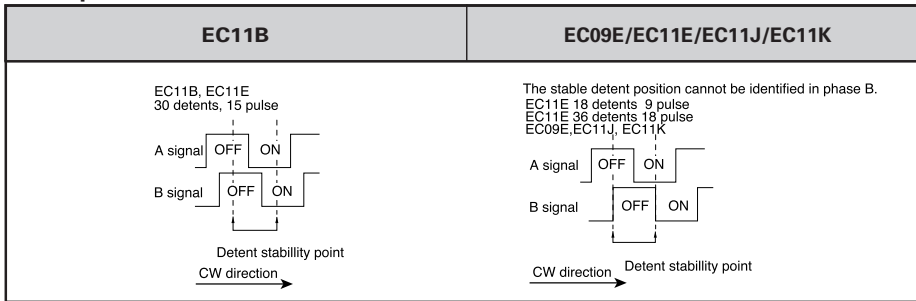 EC11B
EC09E/EC11E/EC11J/EC11K
EC11B, EC11E
30 detents, 15 pulse
A signal OFF ON
B signal OFF ON
Detent stabillity point
CW direction
The stable detent position cannot be identified in phase B.
EC11E 18 detents 9 pulse
EC11E 36 detents 18 pulse
EC09E,EC11J, EC11K
A signal OFF ON
B signal OFF ON
Detent stabillity point
CW direction